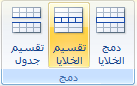 دمج الخلايا
تقسيم الخلايا
تقسيم جدول
دمج